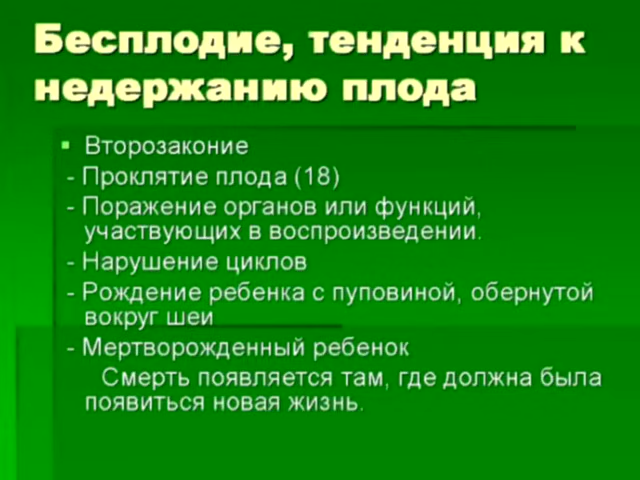 Бесплодие, тенденция к
недержанию плода
▪ Второзаконие
- Проклятие плода (18)
- Поражение органов или функций,
участвующих в воспроизведении.
- Нарушение циклов
- Рождение ребенка с пуповиной, обернутой
вокруг шеи
- Мертворожденный ребенок
Смерть появляется там, где должна была
появиться новая жизнь.